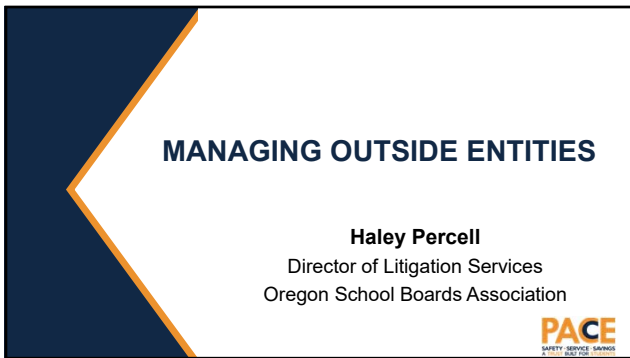 MANAGING OUTSIDE ENTITIES
Haley Percell
Director of Litigation Services
Oregon School Boards Association
PACE
SAFETY · SERVICE · SAVINGS
A TRUST BUILT FOR STUDENTS